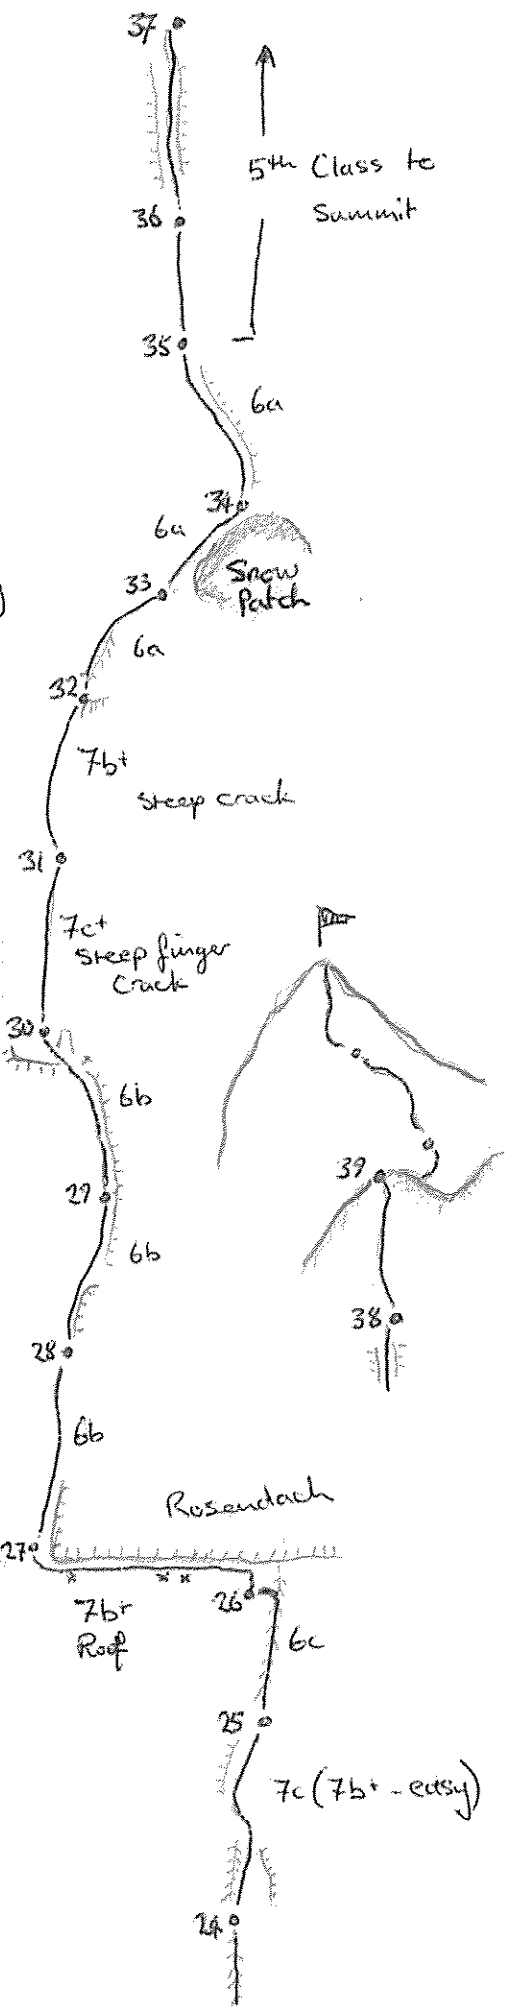 37
5th Class to
Summit
36
35
6a
34
6a
Snow
Patch
33
6a
32
7b+
Steep crack
31
7c+
Steep finger
Crack
30
6b
29
39
6b
38
28
6b
Rosendach
27
26
7b+
Roof
6c
25
7c (7b+ - easy)
24